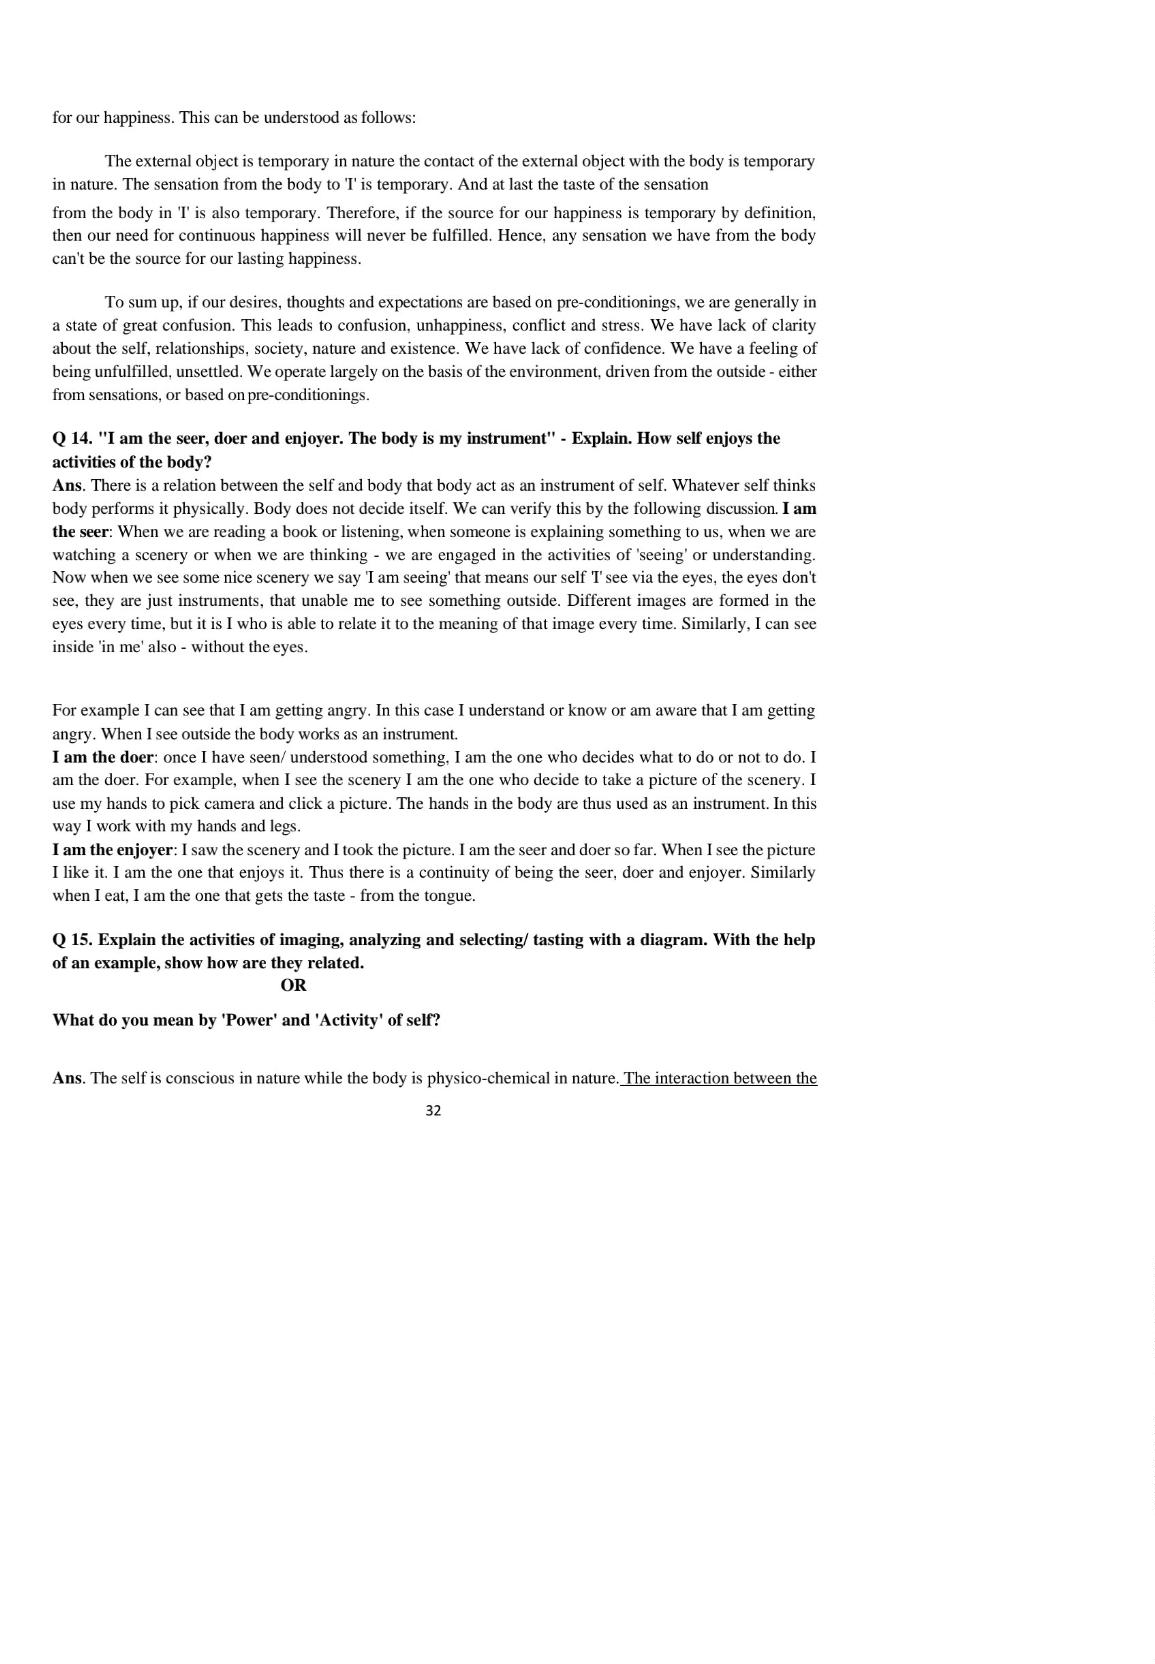 for our happiness. This can be understood as follows:
The external object is temporary in nature the contact of the external object with the body is temporary
in nature. The sensation from the body to 'I' is temporary. And at last the taste of the sensation
from the body in 'I' is also temporary. Therefore, if the source for our happiness is temporary by definition,
then our need for continuous happiness will never be fulfilled. Hence, any sensation we have from the body
can't be the source for our lasting happiness.
To sum up, if our desires, thoughts and expectations are based on pre-conditionings, we are generally in
a state of great confusion. This leads to confusion, unhappiness, conflict and stress. We have lack of clarity
about the self, relationships, society, nature and existence. We have lack of confidence. We have a feeling of
being unfulfilled, unsettled. We operate largely on the basis of the environment, driven from the outside - either
from sensations, or based on pre-conditionings.
Q 14. "I am the seer, doer and enjoyer. The body is my instrument" - Explain. How self enjoys the
activities of the body?
Ans. There is a relation between the self and body that body act as an instrument of self. Whatever self thinks
body performs it physically. Body does not decide itself. We can verify this by the following discussion. I am
the seer: When we are reading a book or listening, when someone is explaining something to us, when we are
watching a scenery or when we are thinking - we are engaged in the activities of 'seeing' or understanding.
Now when we see some nice scenery we say 'I am seeing' that means our self 'I' see via the eyes, the eyes don't
see, they are just instruments, that unable me to see something outside. Different images are formed in the
eyes every time, but it is I who is able to relate it to the meaning of that image every time. Similarly, I can see
inside 'in me' also - without the eyes.
For example I can see that I am getting angry. In this case I understand or know or am aware that I am getting
angry. When I see outside the body works as an instrument.
I am the doer: once I have seen/ understood something, I am the one who decides what to do or not to do. I
am the doer. For example, when I see the scenery I am the one who decide to take a picture of the scenery. I
use my hands to pick camera and click a picture. The hands in the body are thus used as an instrument. In this
way I work with my hands and legs.
I am the enjoyer: I saw the scenery and I took the picture. I am the seer and doer so far. When I see the picture
I like it. I am the one that enjoys it. Thus there is a continuity of being the seer, doer and enjoyer. Similarly
when I eat, I am the one that gets the taste - from the tongue.
Q 15. Explain the activities of imaging, analyzing and selecting/ tasting with a diagram. With the help
of an example, show how are they related.
OR
What do you mean by 'Power' and 'Activity' of self?
Ans. The self is conscious in nature while the body is physico-chemical in nature. The interaction between the
32